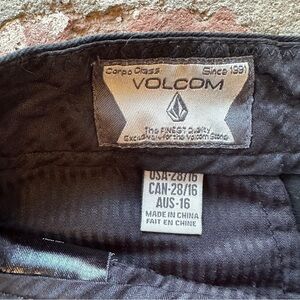 Corpo Class Since 1991
VOLCOM
The FINEST Quality
Exclusively for the Volcom Stone
USA-28/16
CAN-28/16
AUS-16
MADE IN CHINA
FAIT EN CHINE